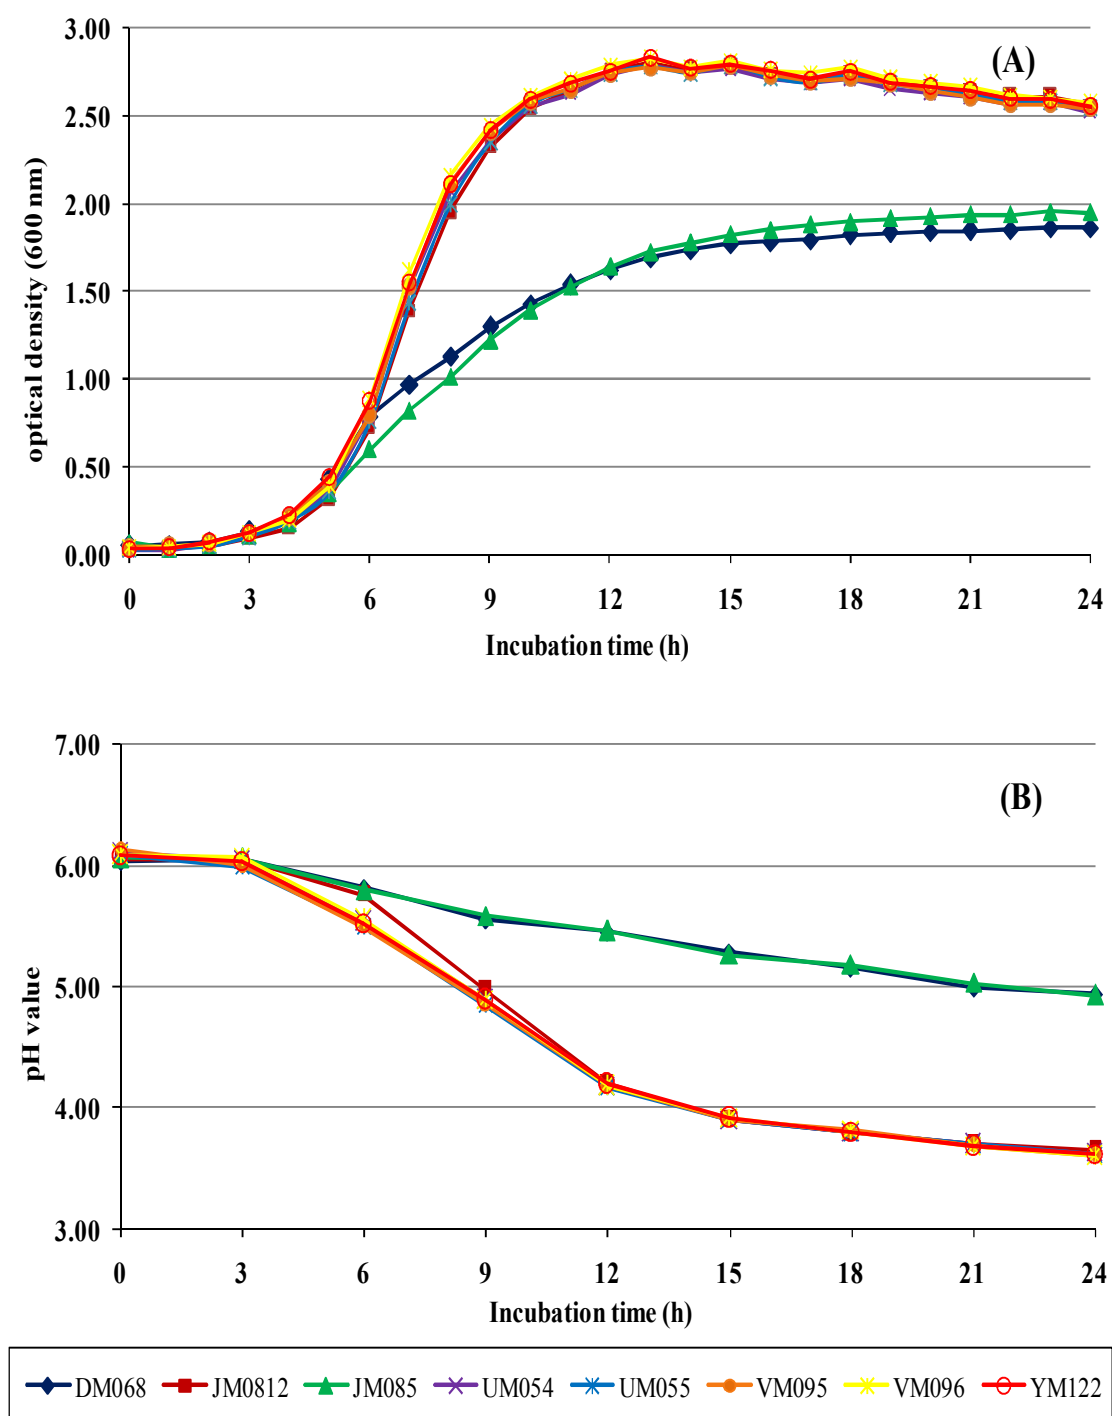 3.00
(A)
2.50
2.00
1.50
1.00
0.50
0.00
optical density (600 nm)
0 3 6 9 12 15 18 21 24
Incubation time (h)
7.00
(B)
6.00
5.00
4.00
3.00
pH value
0 3 6 9 12 15 18 21 24
Incubation time (h)
DM068 JM0812 JM085 UM054 UM055 VM095 VM096 YM122